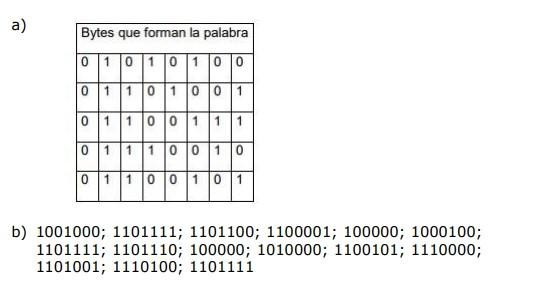 a)
Bytes que forman la palabra
0 1 0 1 0 1 0 0
0 1 1 0 1 0 0 1
0 1 1 0 0 1 1 1
0 1 1 1 0 0 1 0
0 1 1 0 0 1 0 1
b) 1001000; 1101111; 1101100; 1100001; 100000; 1000100;
1101111; 1101110; 100000; 1010000; 1100101; 1110000;
1101001; 1110100; 1101111